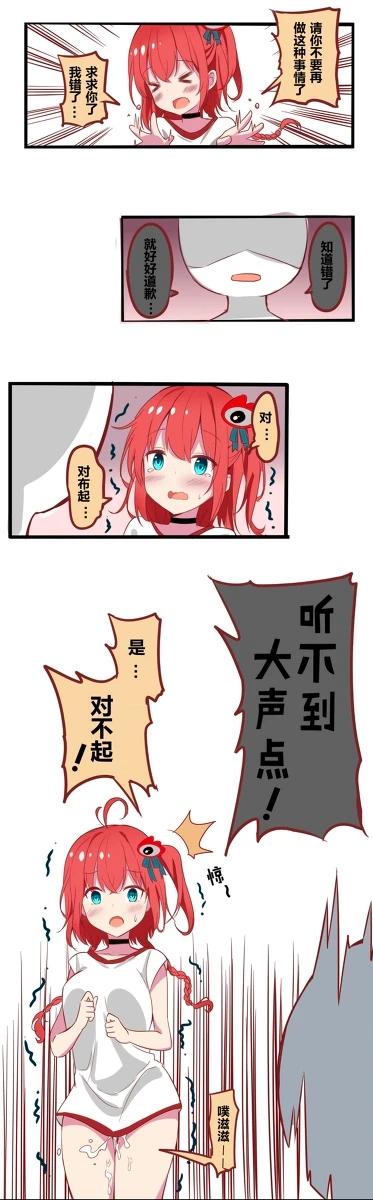 请你不要再
做这种事情了
求求你了
我错了…
知道错了
就好好道歉…
对…
对布起…
听不到
大声点！
是…
对不起！
惊~
噗滋滋—